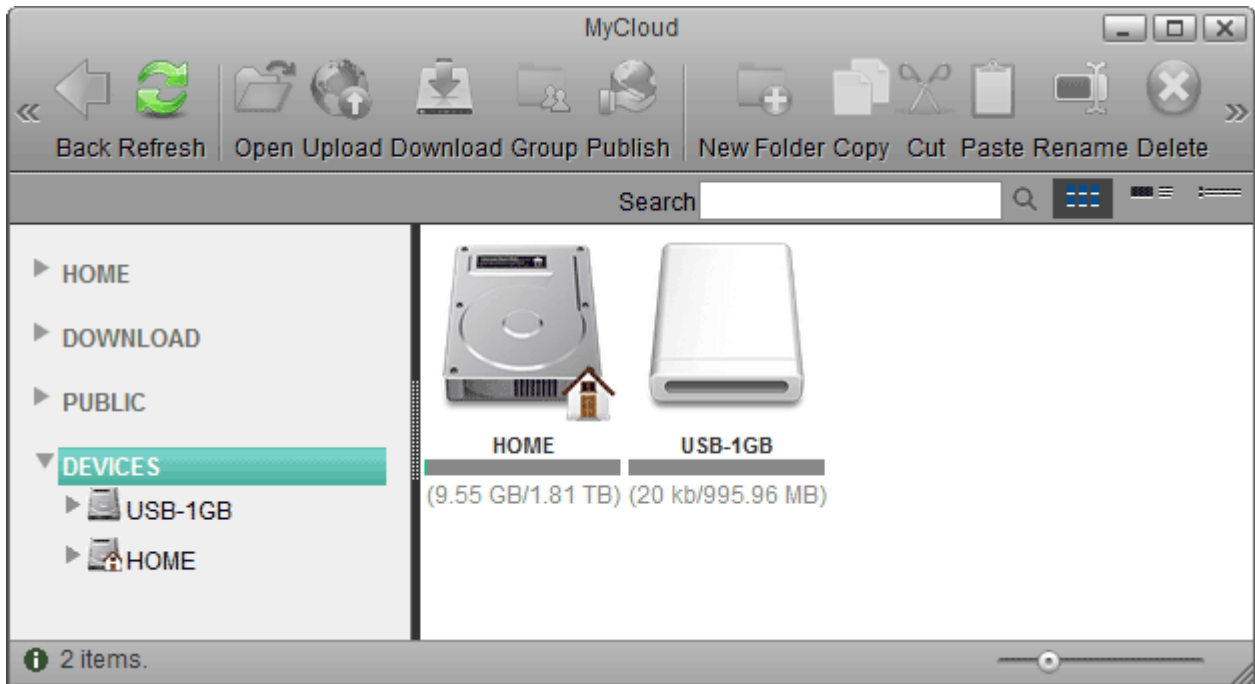 MyCloud
Back Refresh Open Upload Download Group Publish New Folder Copy Cut Paste Rename Delete
Search
HOME
DOWNLOAD
PUBLIC
DEVICES
USB-1GB
HOME
HOME USB-1GB
(9.55 GB/1.81 TB) (20 kb/995.96 MB)
2 items.